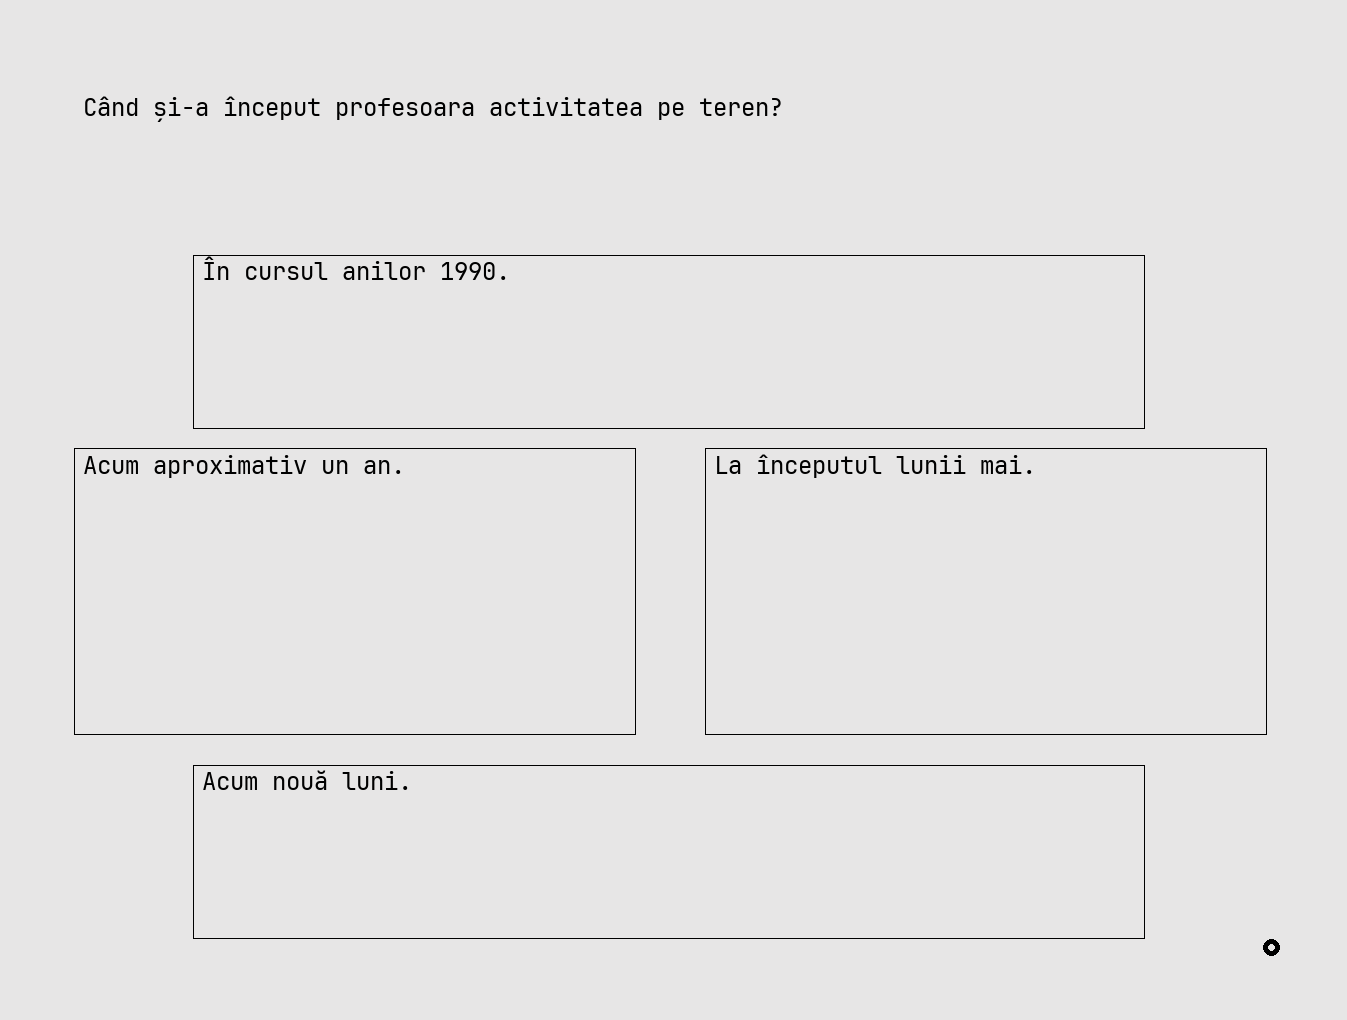 Când și-a început profesoara activitatea pe teren?
În cursul anilor 1990.
Acum aproximativ un an.
La începutul lunii mai.
Acum nouă luni.